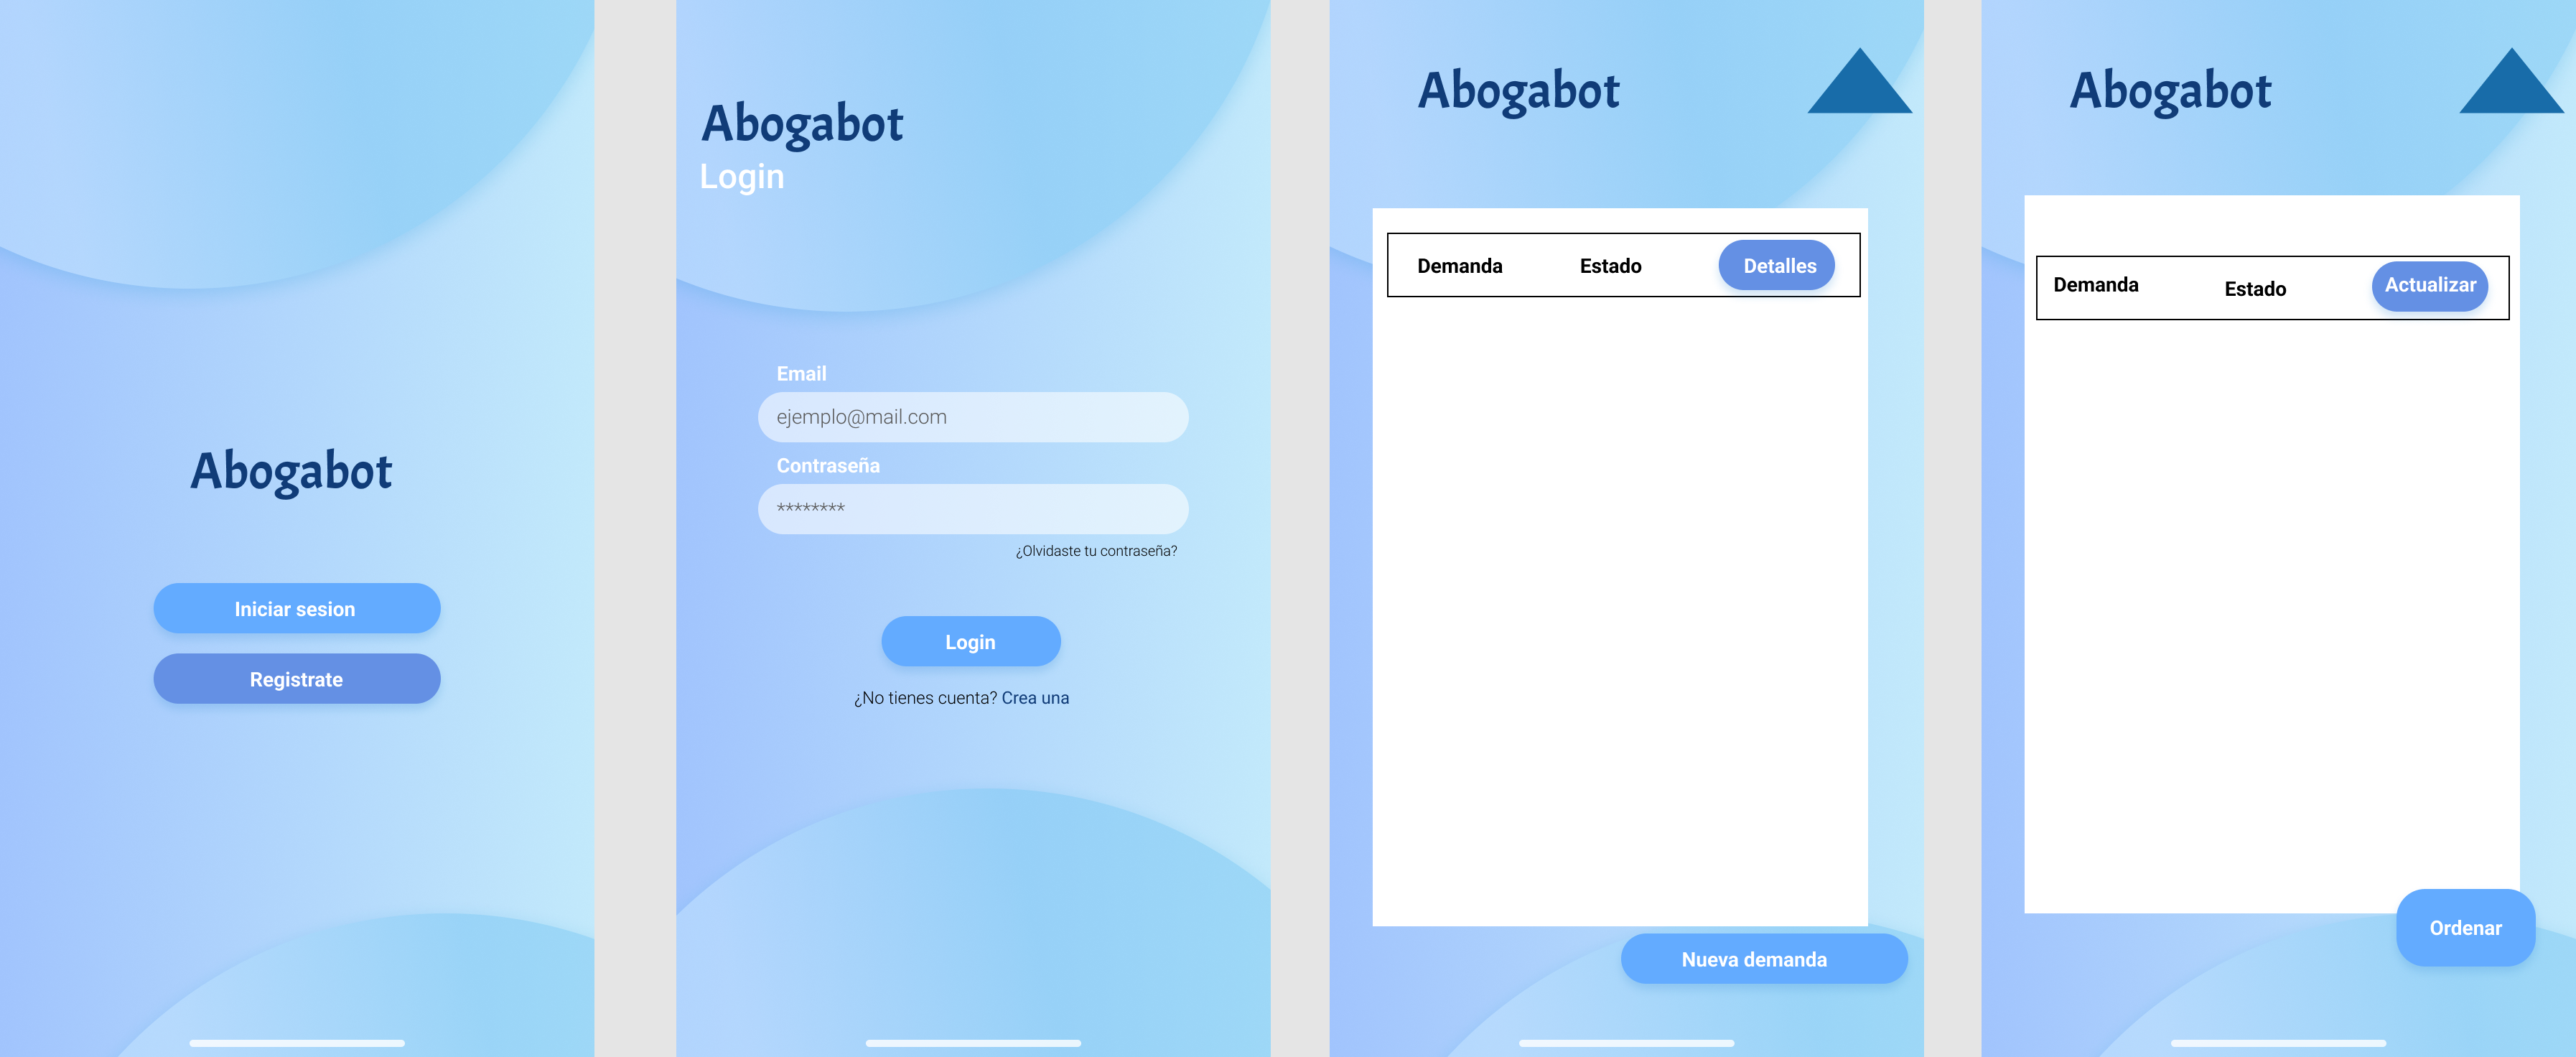 Abogabot
Iniciar sesion
Registrate
Abogabot
Login
Email
ejemplo@mail.com
Contraseña
********
¿Olvidaste tu contraseña?
Login
¿No tienes cuenta? Crea una
Abogabot
Demanda Estado Detalles
Nueva demanda
Abogabot
Demanda Estado Actualizar
Ordenar